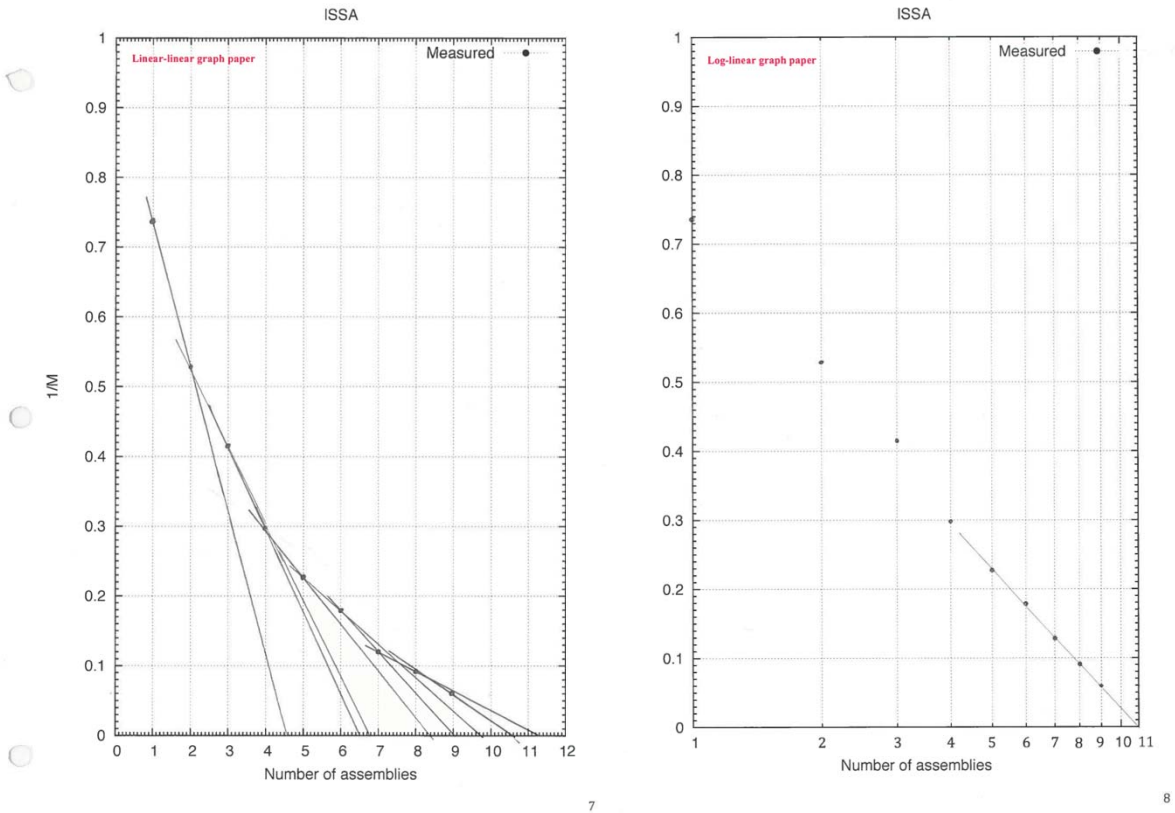 ISSA
Linear-linear graph paper
Measured
1
0.9
0.8
0.7
0.6
0.5
0.4
0.3
0.2
0.1
0
1/M
0 1 2 3 4 5 6 7 8 9 10 11 12
Number of assemblies
7
ISSA
Log-linear graph paper
Measured
1
0.9
0.8
0.7
0.6
0.5
0.4
0.3
0.2
0.1
0
1 2 3 4 5 6 7 8 9 10 11
Number of assemblies
8